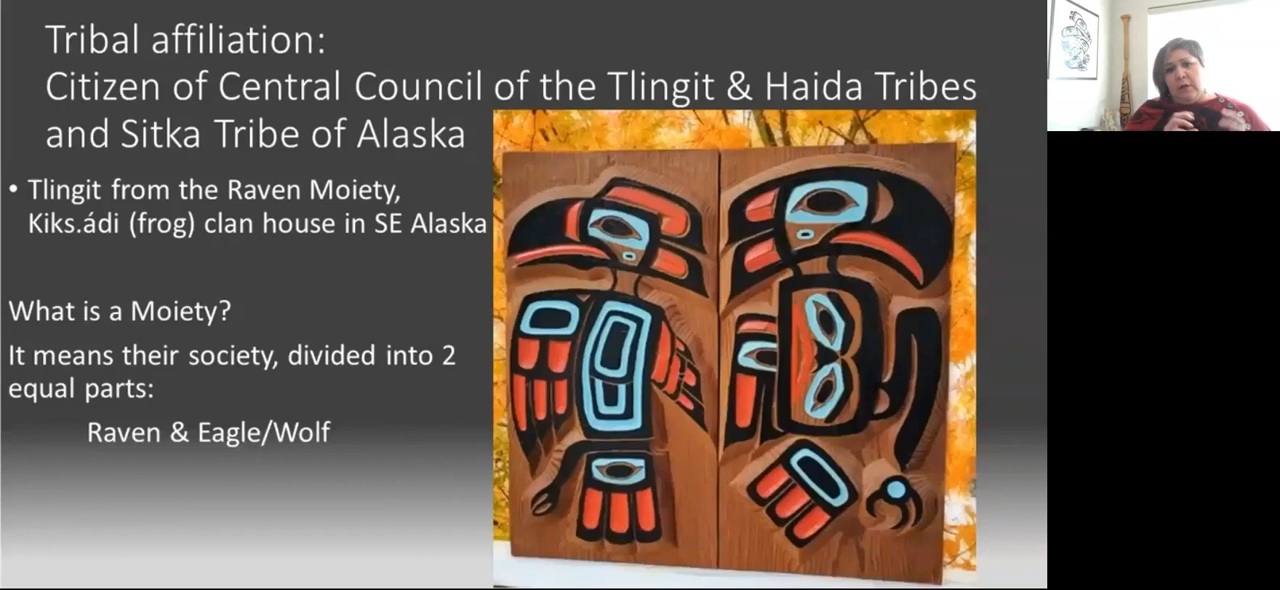 Tribal affiliation:
Citizen of Central Council of the Tlingit & Haida Tribes
and Sitka Tribe of Alaska
• Tlingit from the Raven Moiety,
Kiks.ádi (frog) clan house in SE Alaska
What is a Moiety?
It means their society, divided into 2
equal parts:
Raven & Eagle/Wolf